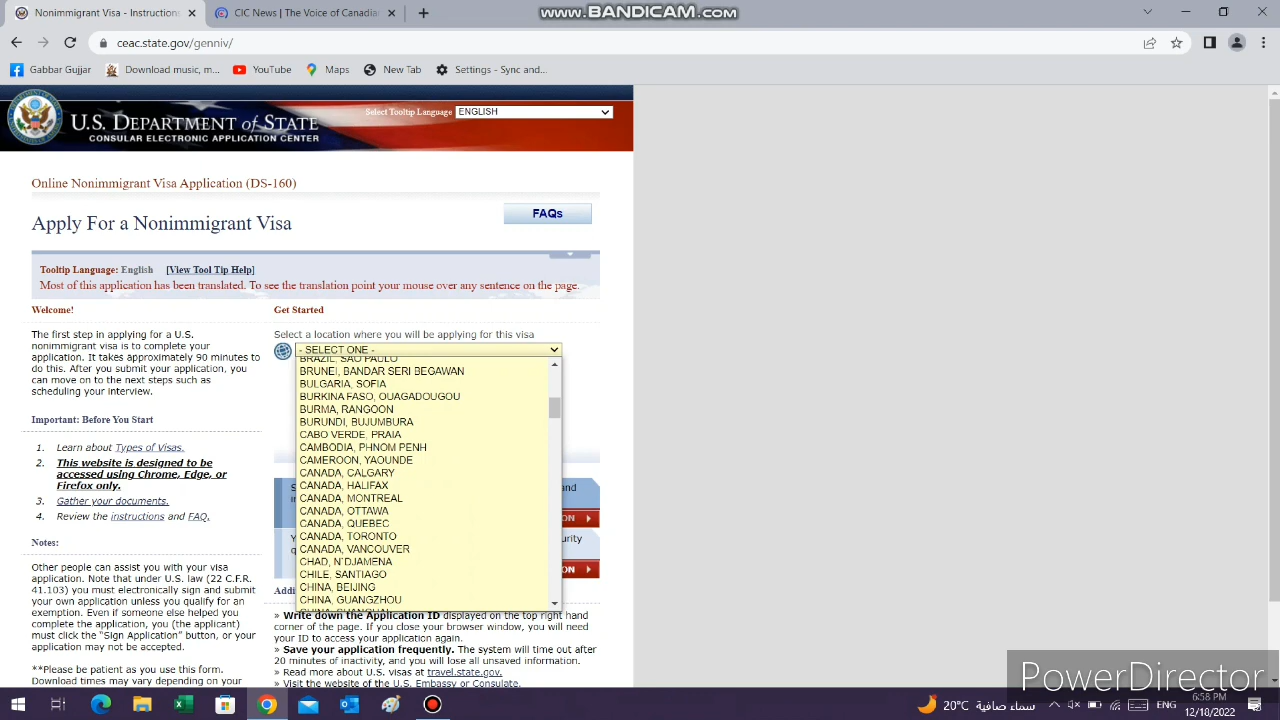 Nonimmigrant Visa - Instructions
CIC News | The Canadian Immi
www.BANDICAM.com
ceac.state.gov/genniv/
Gabbar Gujjar
Download music, m...
YouTube
Maps
New Tab
Settings - Sync and...
U.S. DEPARTMENT of STATE
CONSULAR ELECTRONIC APPLICATION CENTER
Select Tooltip Language ENGLISH
Online Nonimmigrant Visa Application (DS-160)
Apply For a Nonimmigrant Visa
FAQs
Tooltip Language: English [View Tool Tip Help]
Most of this application has been translated. To see the translation point your mouse over any sentence on the page.
Welcome!
The first step in applying for a U.S.
nonimmigrant visa is to complete your
application. It takes approximately 90 minutes to
do this. After you submit your application, you
can move on to the next steps such as
scheduling your interview.
Important: Before You Start
1. Learn about Types of Visas.
2. This website is designed to be
accessed using Chrome, Edge, or
Firefox only.
3. Gather your documents.
4. Review the instructions and FAQ.
Notes:
Other people can assist you with your visa
application. Note that under U.S. law (22 C.F.R.
41.103) you must electronically sign and submit
your own application unless you qualify for an
exemption. Even if someone else helped you
complete the application, you (the applicant)
must click the "Sign Application" button, or your
application may not be accepted.
**Please be patient as you use this form.
Download times may vary depending on your
Get Started
Select a location where you will be applying for this visa
- SELECT ONE -
BRAZIL, SAO PAULO
BRUNEI, BANDAR SERI BEGAWAN
BULGARIA, SOFIA
BURKINA FASO, OUAGADOUGOU
BURMA, RANGOON
BURUNDI, BUJUMBURA
CABO VERDE, PRAIA
CAMBODIA, PHNOM PENH
CAMEROON, YAOUNDE
CANADA, CALGARY
CANADA, HALIFAX
CANADA, MONTREAL
CANADA, OTTAWA
CANADA, QUEBEC
CANADA, TORONTO
CANADA, VANCOUVER
CHAD, N`DJAMENA
CHILE, SANTIAGO
CHINA, BEIJING
CHINA, GUANGZHOU
and
ON
urity
ON
Addi
» Write down the Application ID displayed on the top right hand
corner of the page. If you close your browser window, you will need
your ID to access your application again.
» Save your application frequently. The system will time out after
20 minutes of inactivity, and you will lose all unsaved information.
» Read more about U.S. visas at travel.state.gov.
» Visit the website of the U.S. Embassy or Consulate.
PowerDirector
20°C سماء صافية
ENG
6:58 PM
12/18/2022